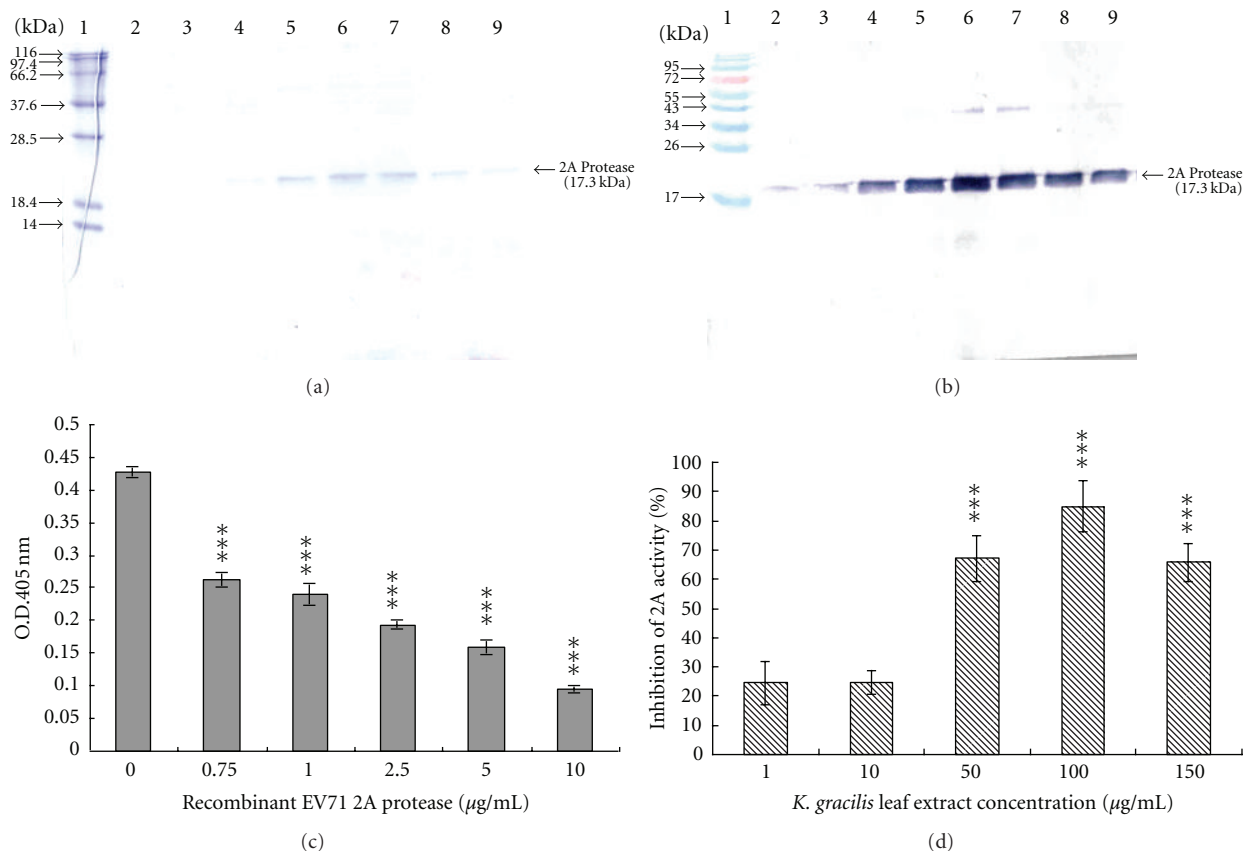 (kDa) 1 2 3 4 5 6 7 8 9
116
97.4
66.2
37.6
28.5
18.4
14
2A Protease
(17.3 kDa)
(a)
(kDa) 1 2 3 4 5 6 7 8 9
95
72
55
43
34
26
17
2A Protease
(17.3 kDa)
(b)
0.5
0.45
0.4
0.35
0.3
0.25
0.2
0.15
0.1
0.05
0
O.D.405 nm
***
***
***
***
***
0 0.75 1 2.5 5 10
Recombinant EV71 2A protease (µg/mL)
(c)
100
90
80
70
60
50
40
30
20
10
0
Inhibition of 2A activity (%)
***
***
***
1 10 50 100 150
K. gracilis leaf extract concentration (µg/mL)
(d)